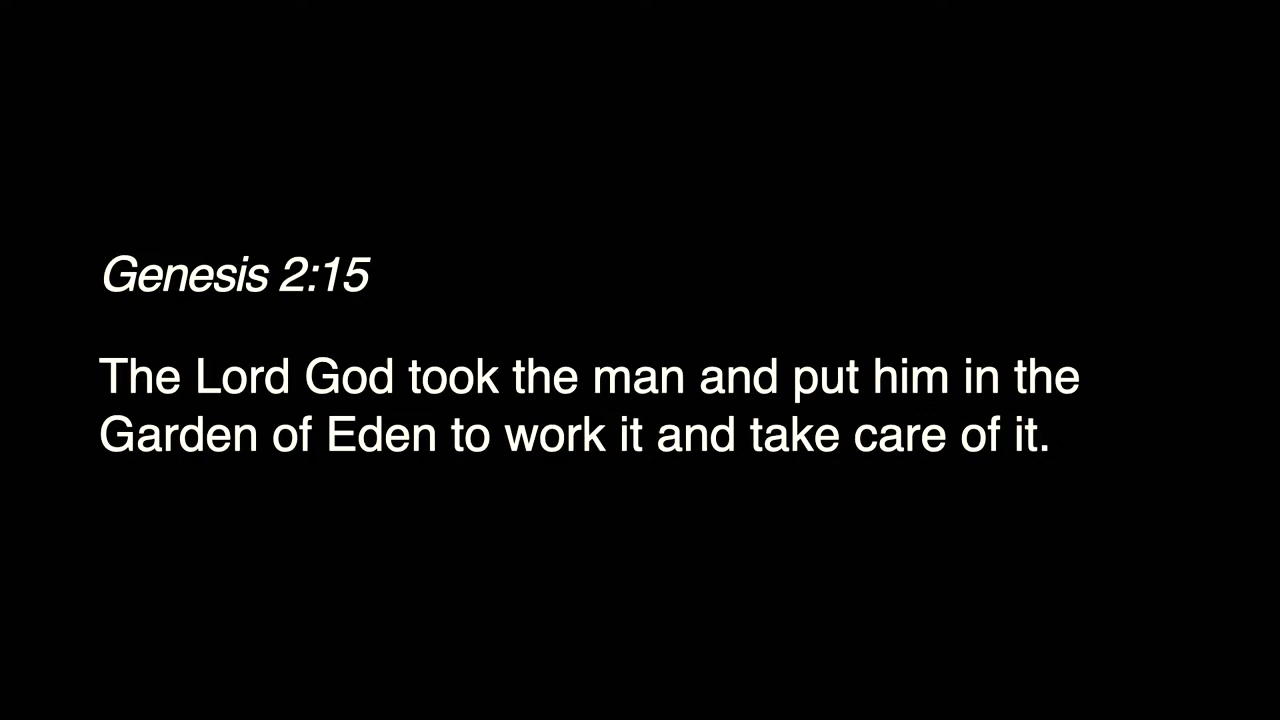 Genesis 2:15
The Lord God took the man and put him in the
Garden of Eden to work it and take care of it.